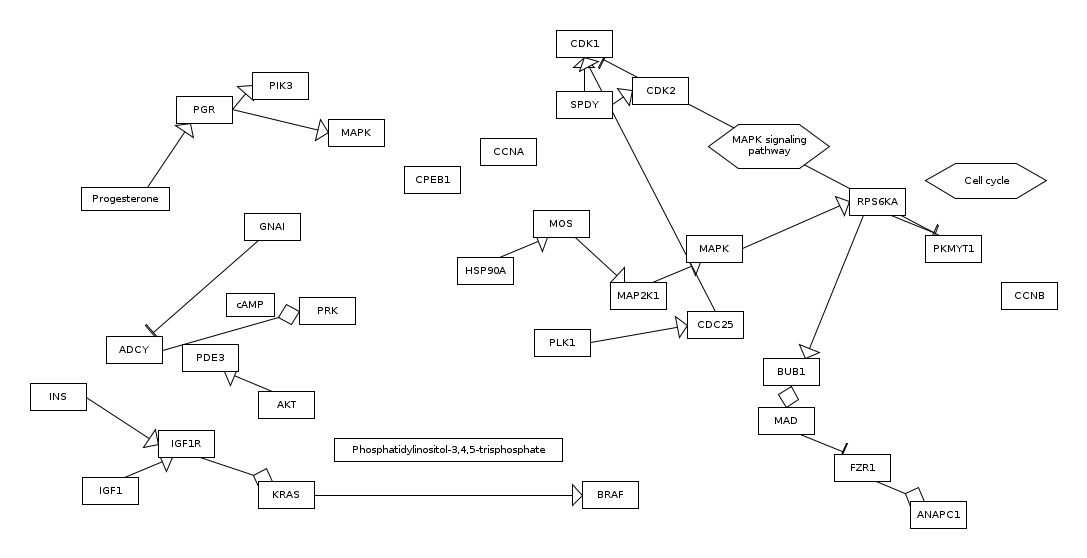 CDK1
PIK3
CDK2
SPDY
PGR
MAPK
MAPK signaling
pathway
CCNA
CPEB1
Cell cycle
Progesterone
RPS6KA
GNAI
MOS
MAPK
PKMYT1
HSP90A
MAP2K1
CCNB
cAMP
PRK
CDC25
PLK1
ADCY
PDE3
BUB1
INS
AKT
MAD
IGF1R
Phosphatidylinositol-3,4,5-trisphosphate
FZR1
IGF1
KRAS
BRAF
ANAPC1